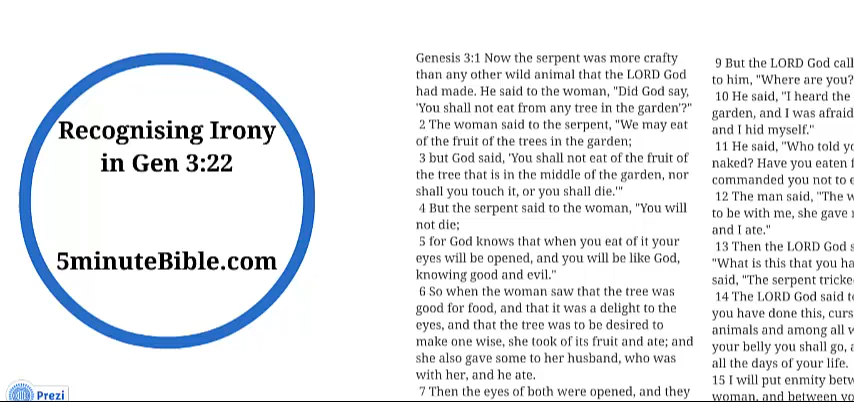 Recognising Irony
in Gen 3:22
5minuteBible.com
Prezi
Genesis 3:1 Now the serpent was more crafty
than any other wild animal that the LORD God
had made. He said to the woman, "Did God say,
'You shall not eat from any tree in the garden'?"
2 The woman said to the serpent, "We may eat
of the fruit of the trees in the garden;
3 but God said, 'You shall not eat of the fruit of
the tree that is in the middle of the garden, nor
shall you touch it, or you shall die.'"
4 But the serpent said to the woman, "You will
not die;
5 for God knows that when you eat of it your
eyes will be opened, and you will be like God,
knowing good and evil."
6 So when the woman saw that the tree was
good for food, and that it was a delight to the
eyes, and that the tree was to be desired to
make one wise, she took of its fruit and ate; and
she also gave some to her husband, who was
with her, and he ate.
7 Then the eyes of both were opened, and they
9 But the LORD God call
to him, "Where are you?
10 He said, "I heard the
garden, and I was afraid
and I hid myself."
11 He said, "Who told yo
naked? Have you eaten f
commanded you not to e
12 The man said, "The w
to be with me, she gave
and I ate."
13 Then the LORD God s
"What is this that you ha
said, "The serpent tricke
14 The LORD God said t
you have done this, curs
animals and among all w
your belly you shall go, a
all the days of your life.
15 I will put enmity betw
woman, and between yo